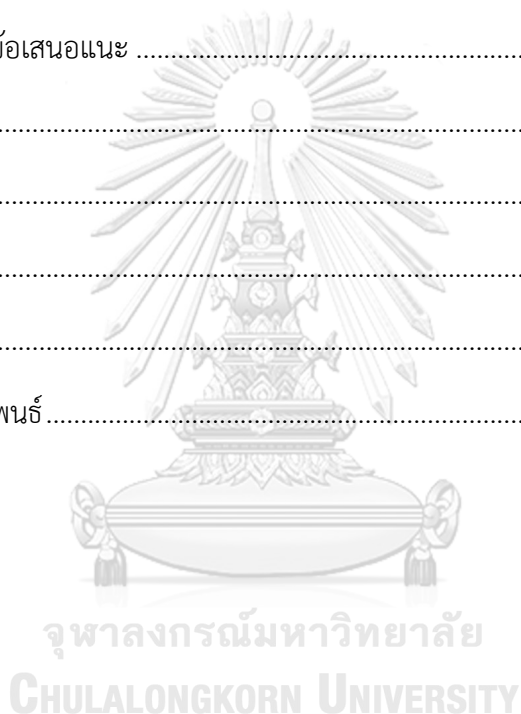 ข้อเสนอแนะ ................................................
................................................................
................................................................
................................................................
................................................................
พนธ์ ............................................................
จุฬาลงกรณ์มหาวิทยาลัย
CHULALONGKORN UNIVERSITY